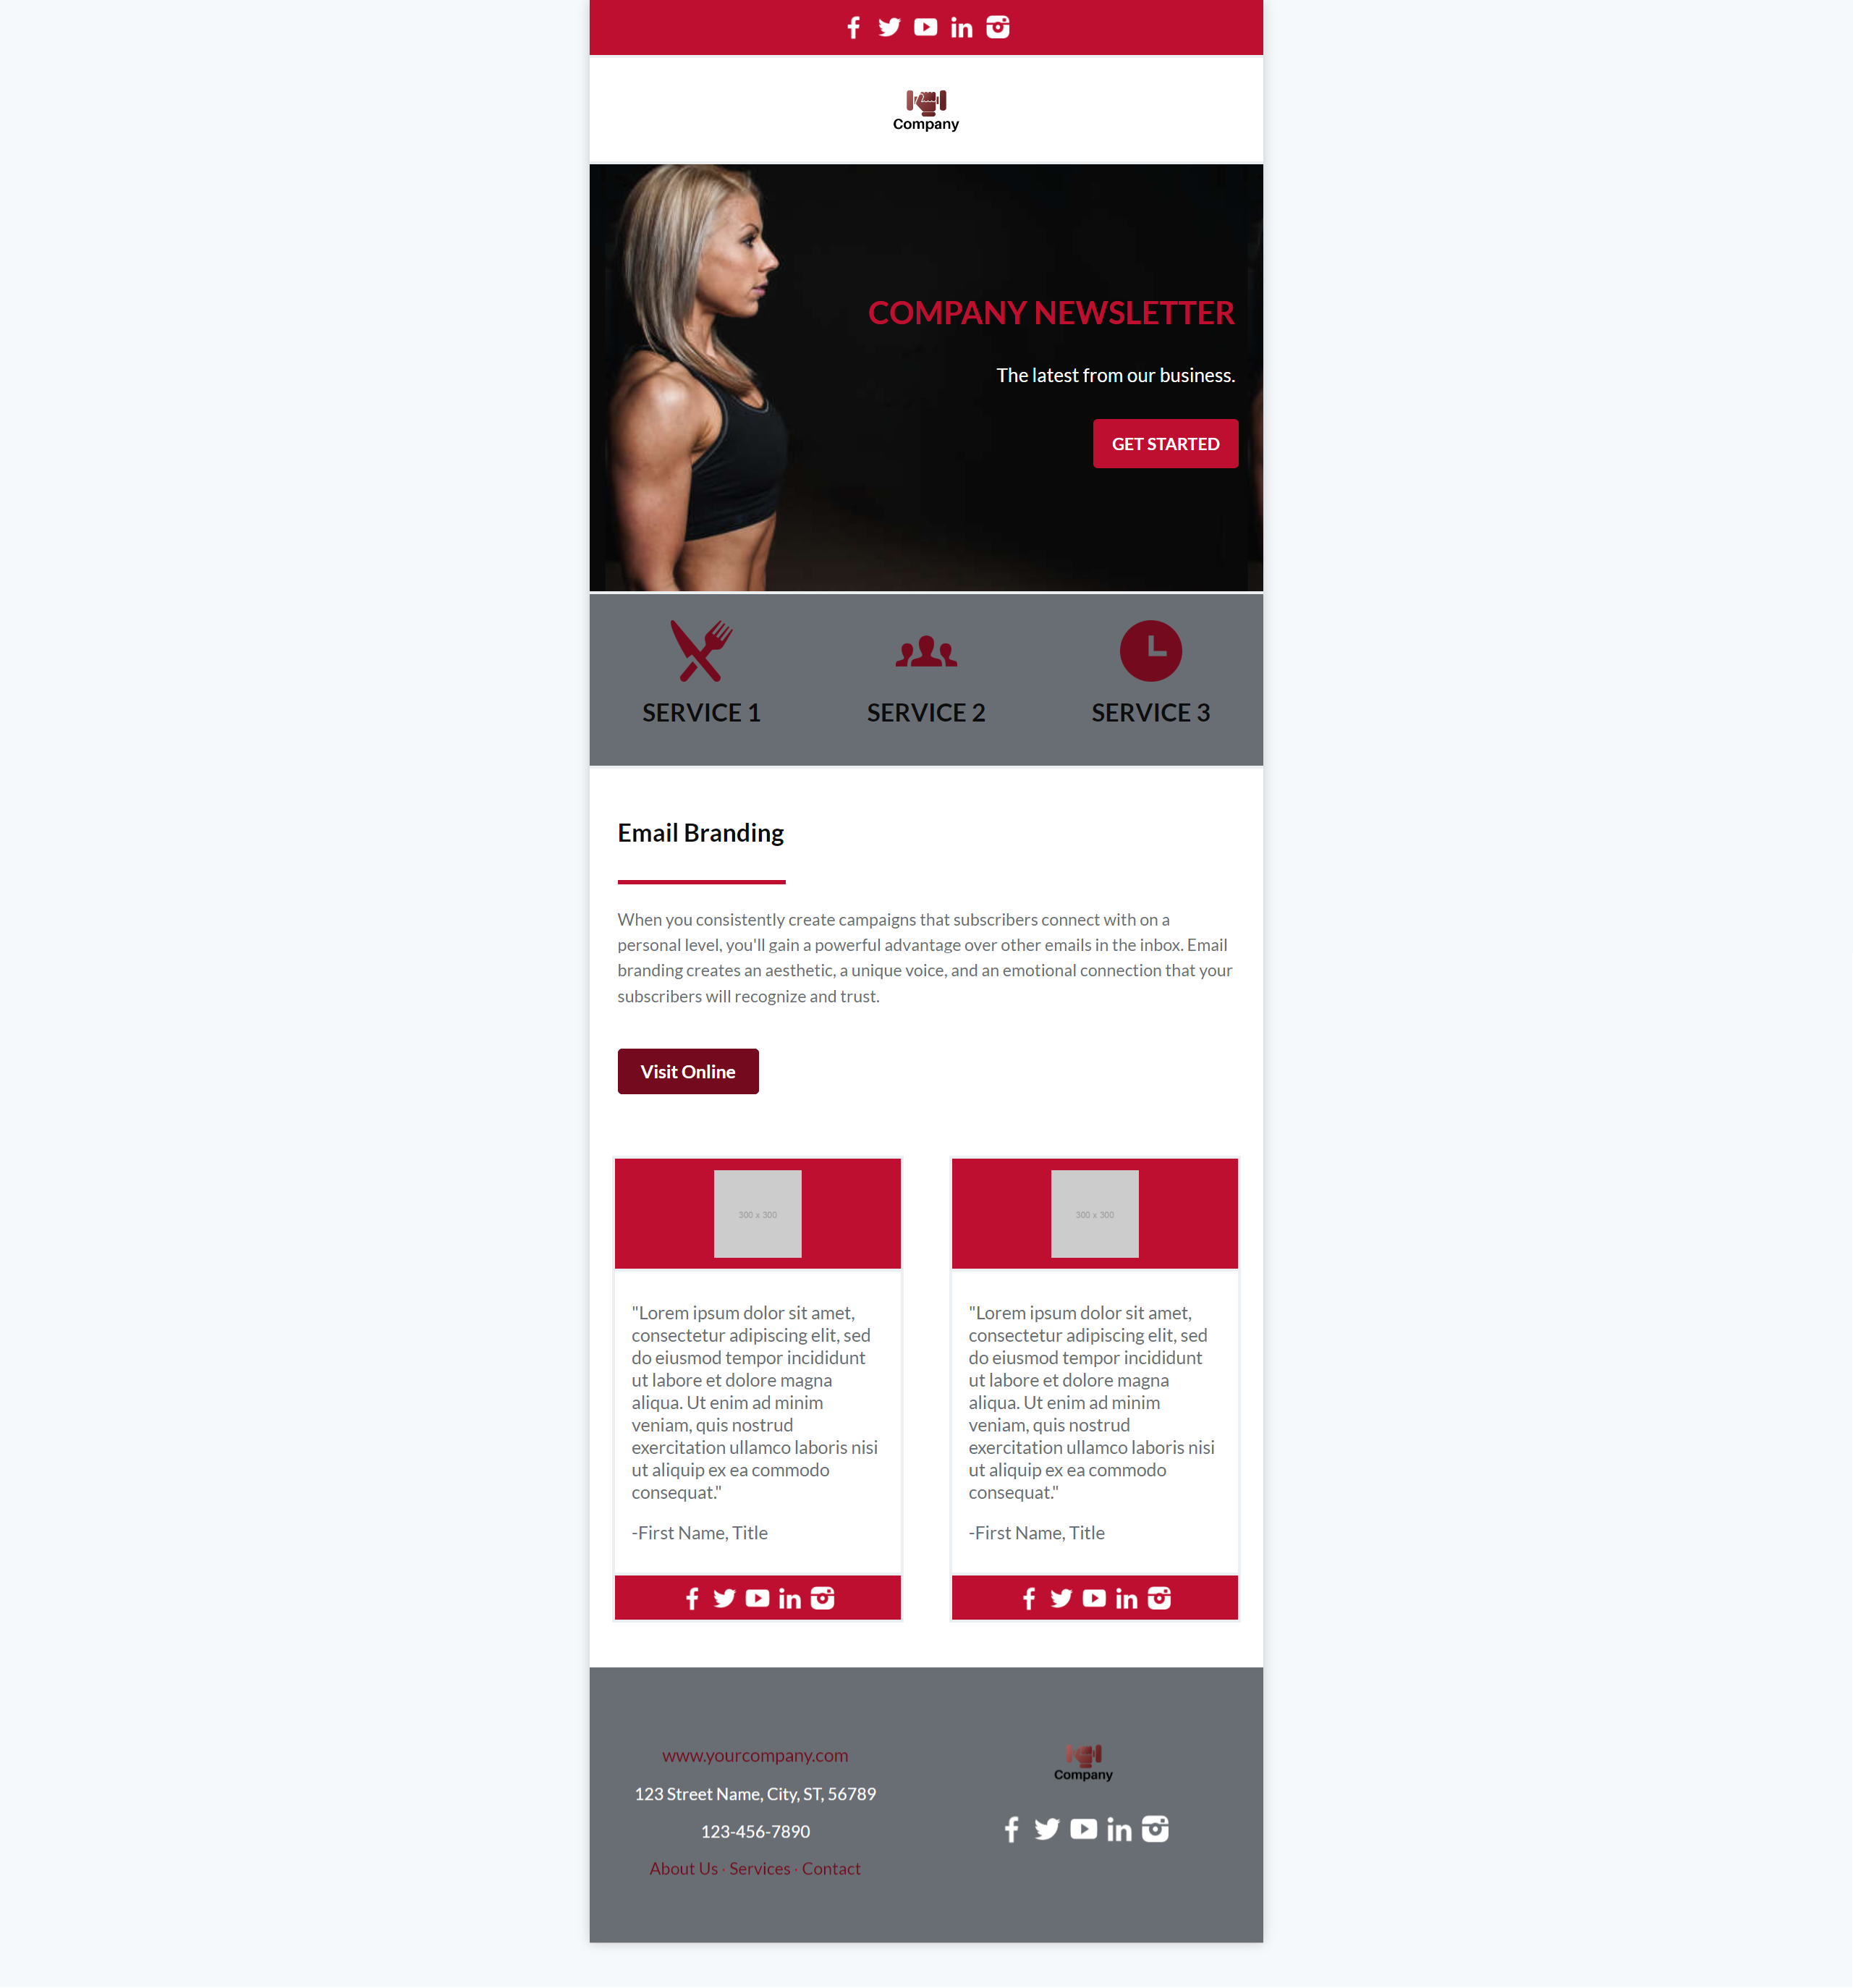 Company
COMPANY NEWSLETTER
The latest from our business.
GET STARTED
SERVICE 1
SERVICE 2
SERVICE 3
Email Branding
When you consistently create campaigns that subscribers connect with on a
personal level, you'll gain a powerful advantage over other emails in the inbox. Email
branding creates an aesthetic, a unique voice, and an emotional connection that your
subscribers will recognize and trust.
Visit Online
300 x 300
"Lorem ipsum dolor sit amet,
consectetur adipiscing elit, sed
do eiusmod tempor incididunt
ut labore et dolore magna
aliqua. Ut enim ad minim
veniam, quis nostrud
exercitation ullamco laboris nisi
ut aliquip ex ea commodo
consequat."
-First Name, Title
300 x 300
"Lorem ipsum dolor sit amet,
consectetur adipiscing elit, sed
do eiusmod tempor incididunt
ut labore et dolore magna
aliqua. Ut enim ad minim
veniam, quis nostrud
exercitation ullamco laboris nisi
ut aliquip ex ea commodo
consequat."
-First Name, Title
www.yourcompany.com
123 Street Name, City, ST, 56789
123-456-7890
About Us · Services · Contact
Company